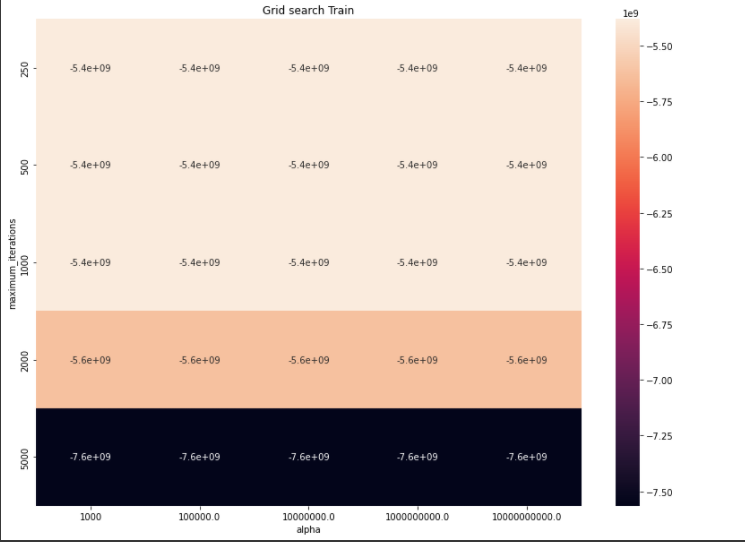 Grid search Train
1e9
250 -5.4e+09 -5.4e+09 -5.4e+09 -5.4e+09 -5.4e+09
500 -5.4e+09 -5.4e+09 -5.4e+09 -5.4e+09 -5.4e+09
1000 -5.4e+09 -5.4e+09 -5.4e+09 -5.4e+09 -5.4e+09
2000 -5.6e+09 -5.6e+09 -5.6e+09 -5.6e+09 -5.6e+09
5000 -7.6e+09 -7.6e+09 -7.6e+09 -7.6e+09 -7.6e+09
maximum_iterations
1000 100000.0 10000000.0 1000000000.0 10000000000.0
alpha
-5.50
-5.75
-6.00
-6.25
-6.50
-6.75
-7.00
-7.25
-7.50